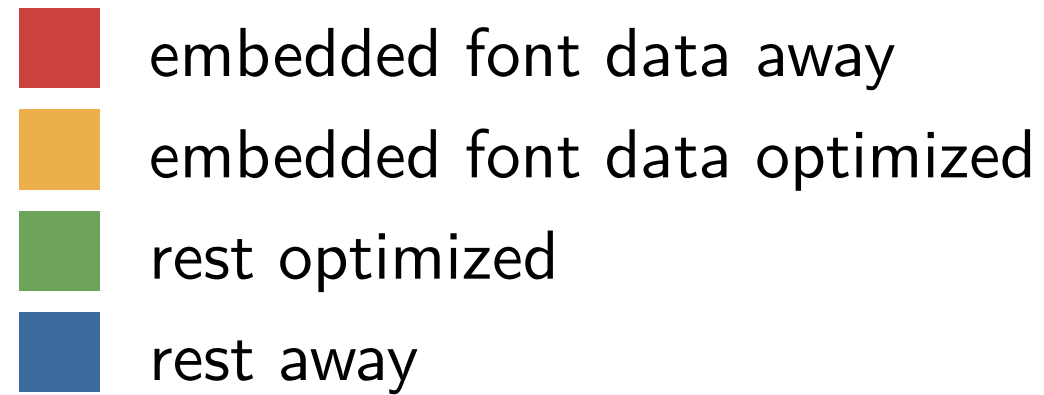 embedded font data away
embedded font data optimized
rest optimized
rest away